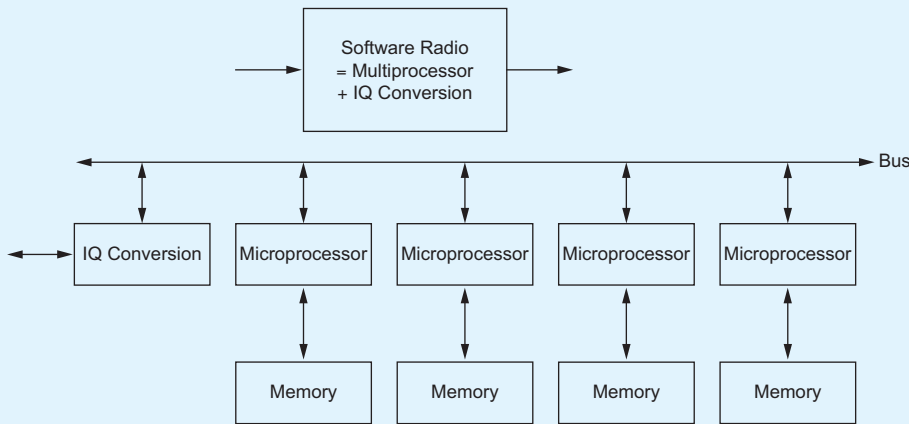 Software Radio
= Multiprocessor
+ IQ Conversion
Bus
IQ Conversion
Microprocessor
Microprocessor
Microprocessor
Microprocessor
Memory
Memory
Memory
Memory